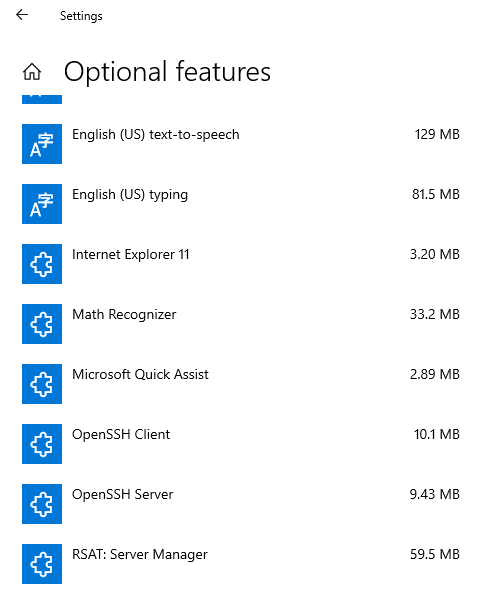 Settings
Optional features
English (US) text-to-speech 129 MB
English (US) typing 81.5 MB
Internet Explorer 11 3.20 MB
Math Recognizer 33.2 MB
Microsoft Quick Assist 2.89 MB
OpenSSH Client 10.1 MB
OpenSSH Server 9.43 MB
RSAT: Server Manager 59.5 MB